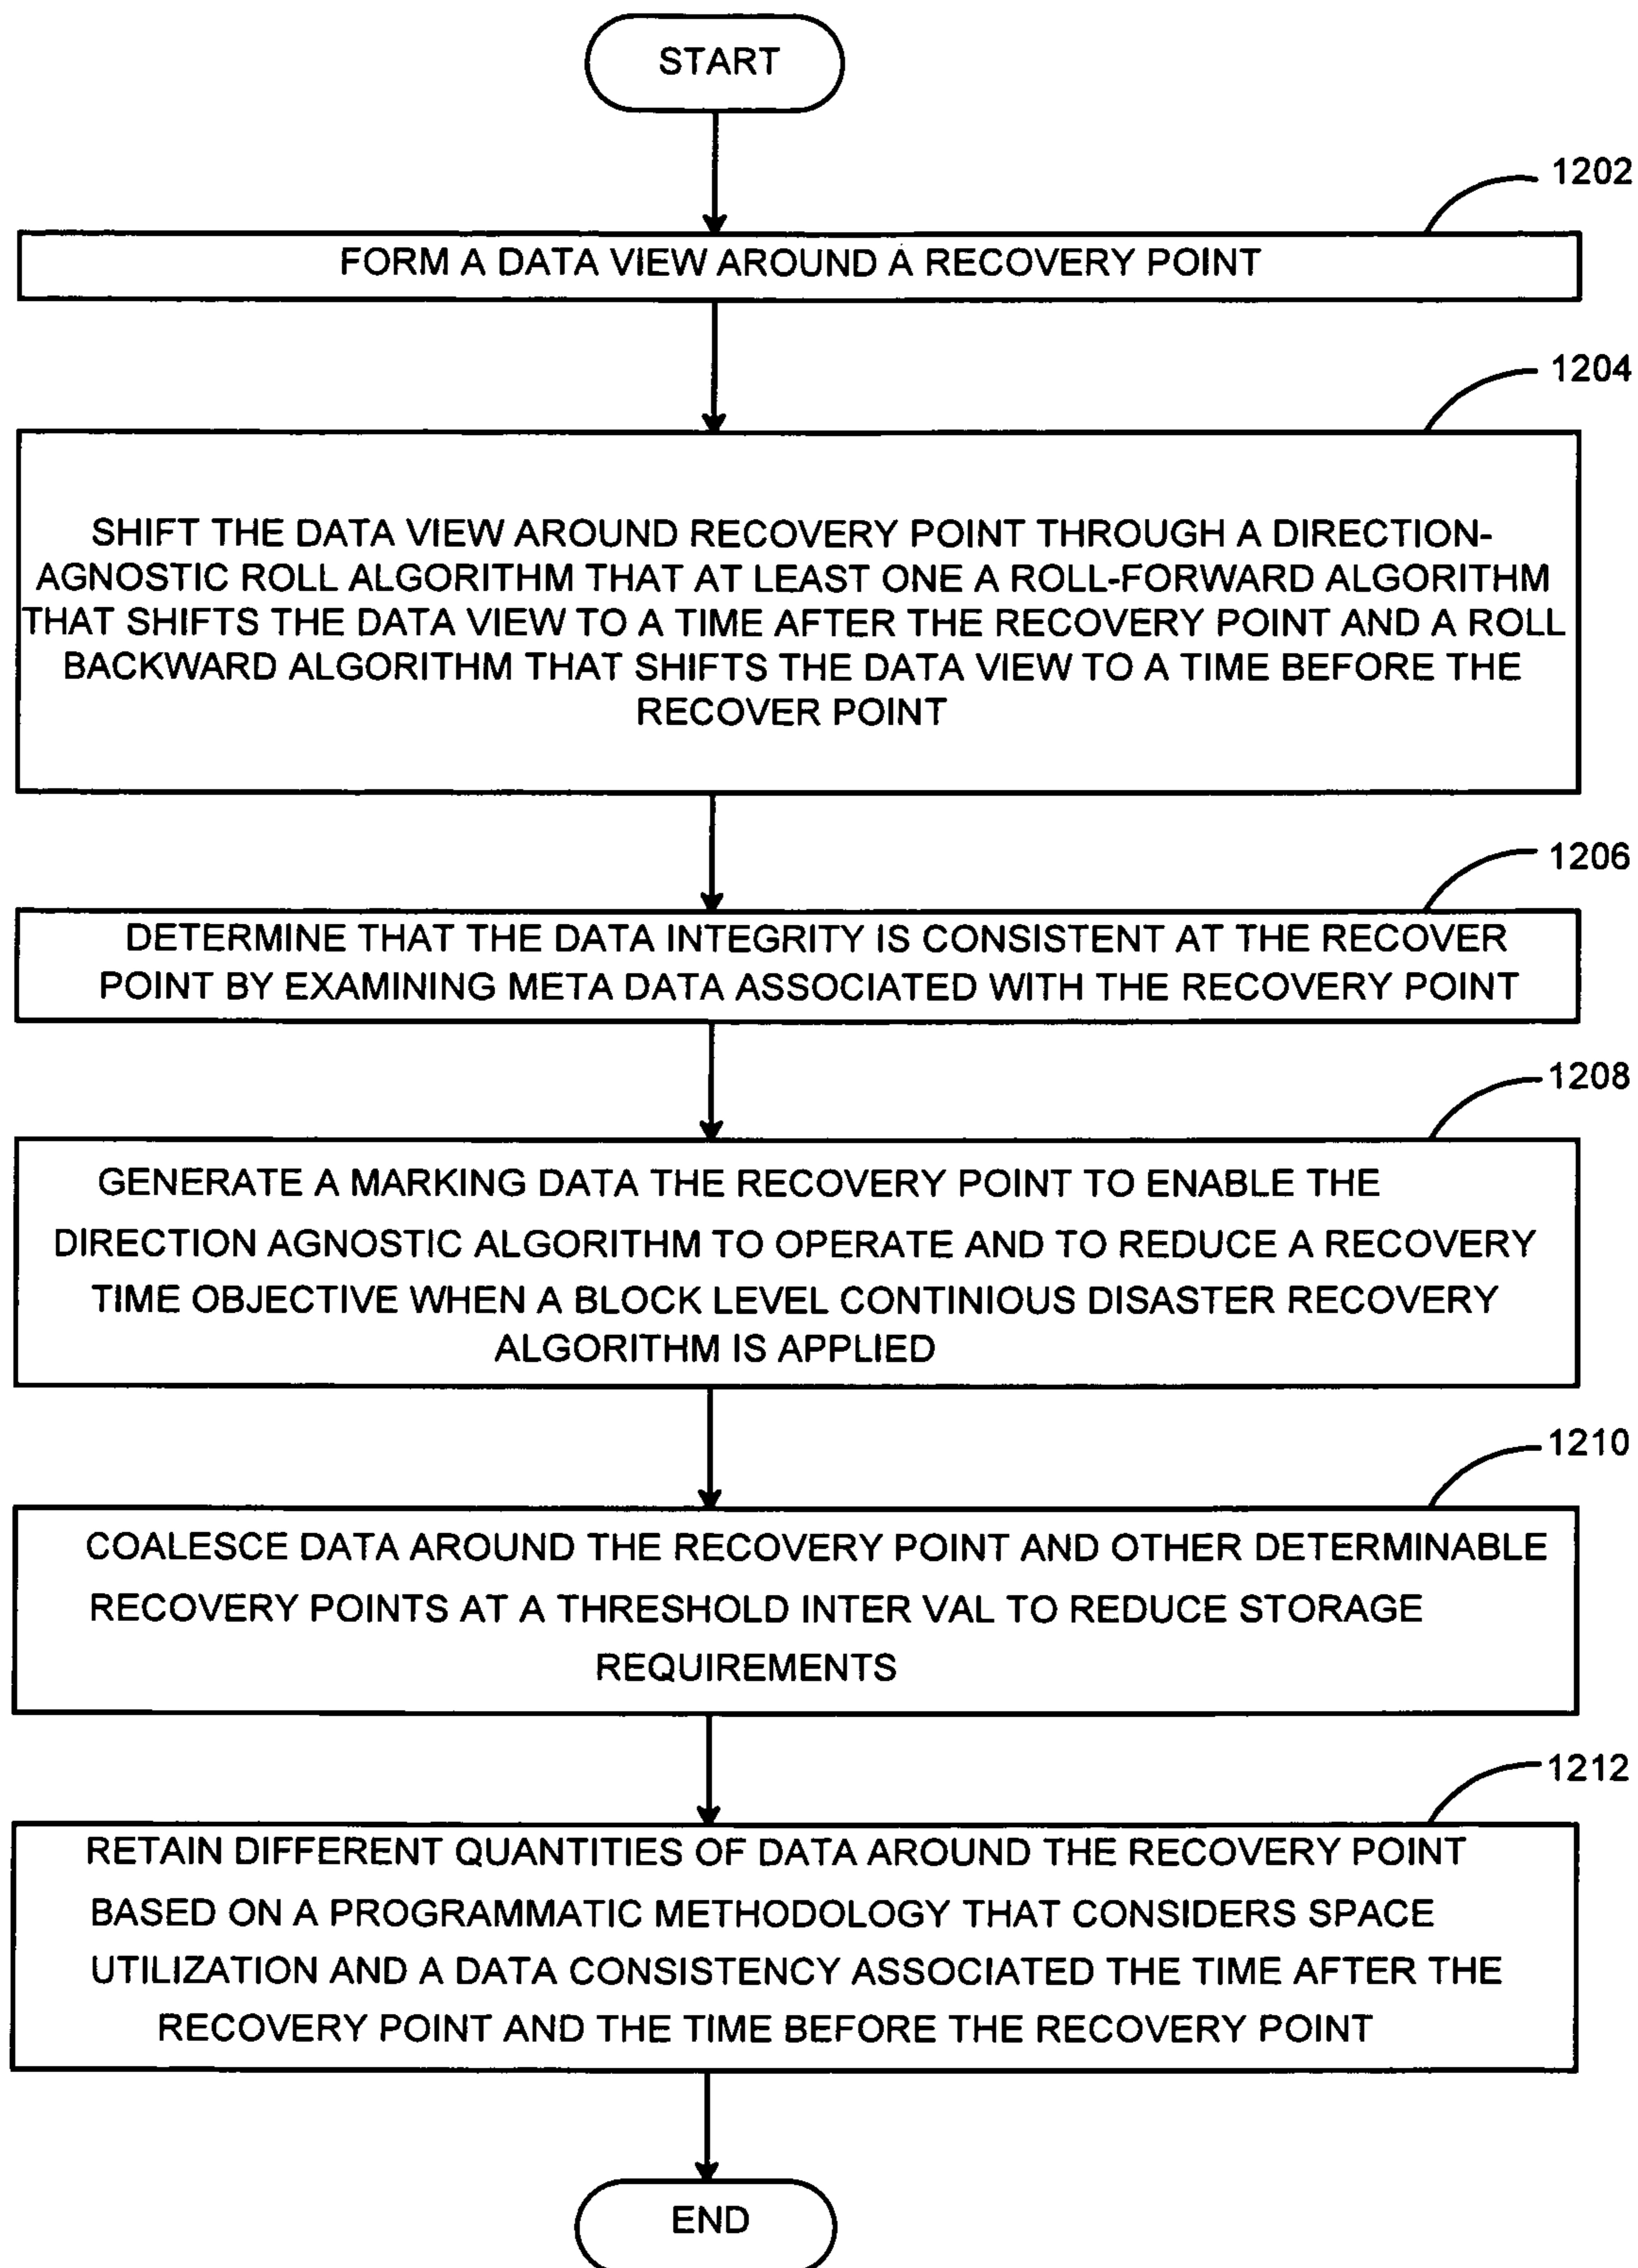 START
1202
FORM A DATA VIEW AROUND A RECOVERY POINT
1204
SHIFT THE DATA VIEW AROUND RECOVERY POINT THROUGH A DIRECTION-
AGNOSTIC ROLL ALGORITHM THAT AT LEAST ONE A ROLL-FORWARD ALGORITHM
THAT SHIFTS THE DATA VIEW TO A TIME AFTER THE RECOVERY POINT AND A ROLL
BACKWARD ALGORITHM THAT SHIFTS THE DATA VIEW TO A TIME BEFORE THE
RECOVER POINT
1206
DETERMINE THAT THE DATA INTEGRITY IS CONSISTENT AT THE RECOVER
POINT BY EXAMINING META DATA ASSOCIATED WITH THE RECOVERY POINT
1208
GENERATE A MARKING DATA THE RECOVERY POINT TO ENABLE THE
DIRECTION AGNOSTIC ALGORITHM TO OPERATE AND TO REDUCE A RECOVERY
TIME OBJECTIVE WHEN A BLOCK LEVEL CONTINIOUS DISASTER RECOVERY
ALGORITHM IS APPLIED
1210
COALESCE DATA AROUND THE RECOVERY POINT AND OTHER DETERMINABLE
RECOVERY POINTS AT A THRESHOLD INTER VAL TO REDUCE STORAGE
REQUIREMENTS
1212
RETAIN DIFFERENT QUANTITIES OF DATA AROUND THE RECOVERY POINT
BASED ON A PROGRAMMATIC METHODOLOGY THAT CONSIDERS SPACE
UTILIZATION AND A DATA CONSISTENCY ASSOCIATED THE TIME AFTER THE
RECOVERY POINT AND THE TIME BEFORE THE RECOVERY POINT
END